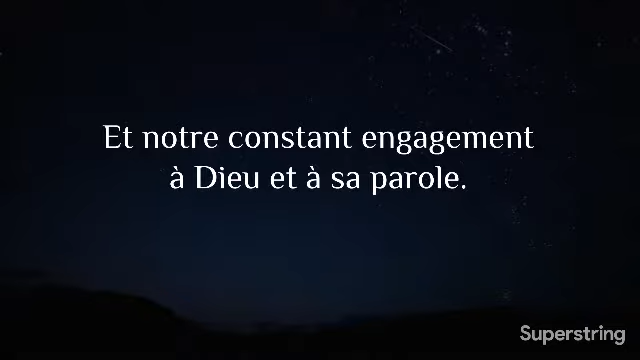 Et notre constant engagement
à Dieu et à sa parole.
Superstring